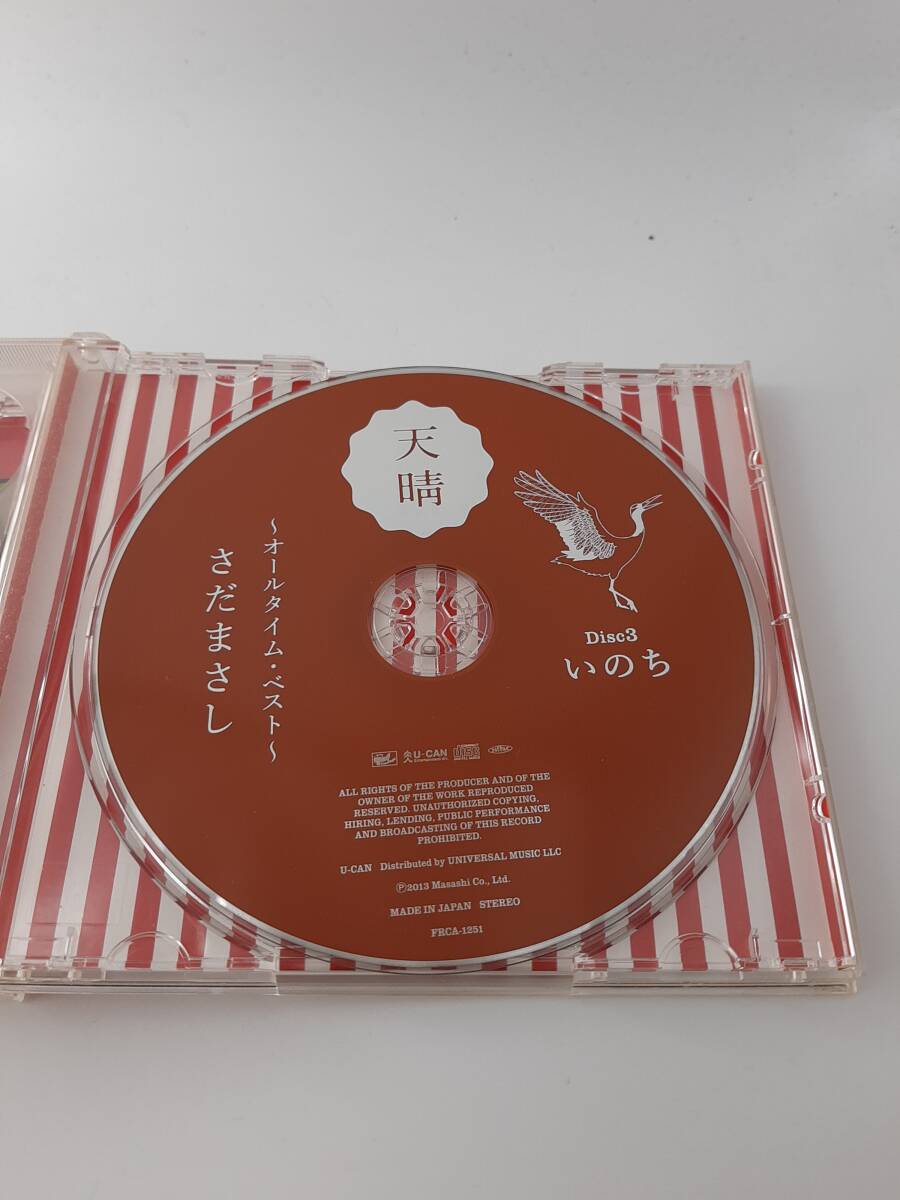 天晴
～オールタイム・ベスト～
さだまさし
Disc3
いのち
U-CAN
ALL RIGHTS OF THE PRODUCER AND OF THE
OWNER OF THE WORK REPRODUCED
RESERVED. UNAUTHORIZED COPYING,
HIRING, LENDING, PUBLIC PERFORMANCE
AND BROADCASTING OF THIS RECORD
PROHIBITED.
U-CAN Distributed by UNIVERSAL MUSIC LLC
Ⓟ2013 Masashi Co., Ltd.
MADE IN JAPAN STEREO
FRCA-1251